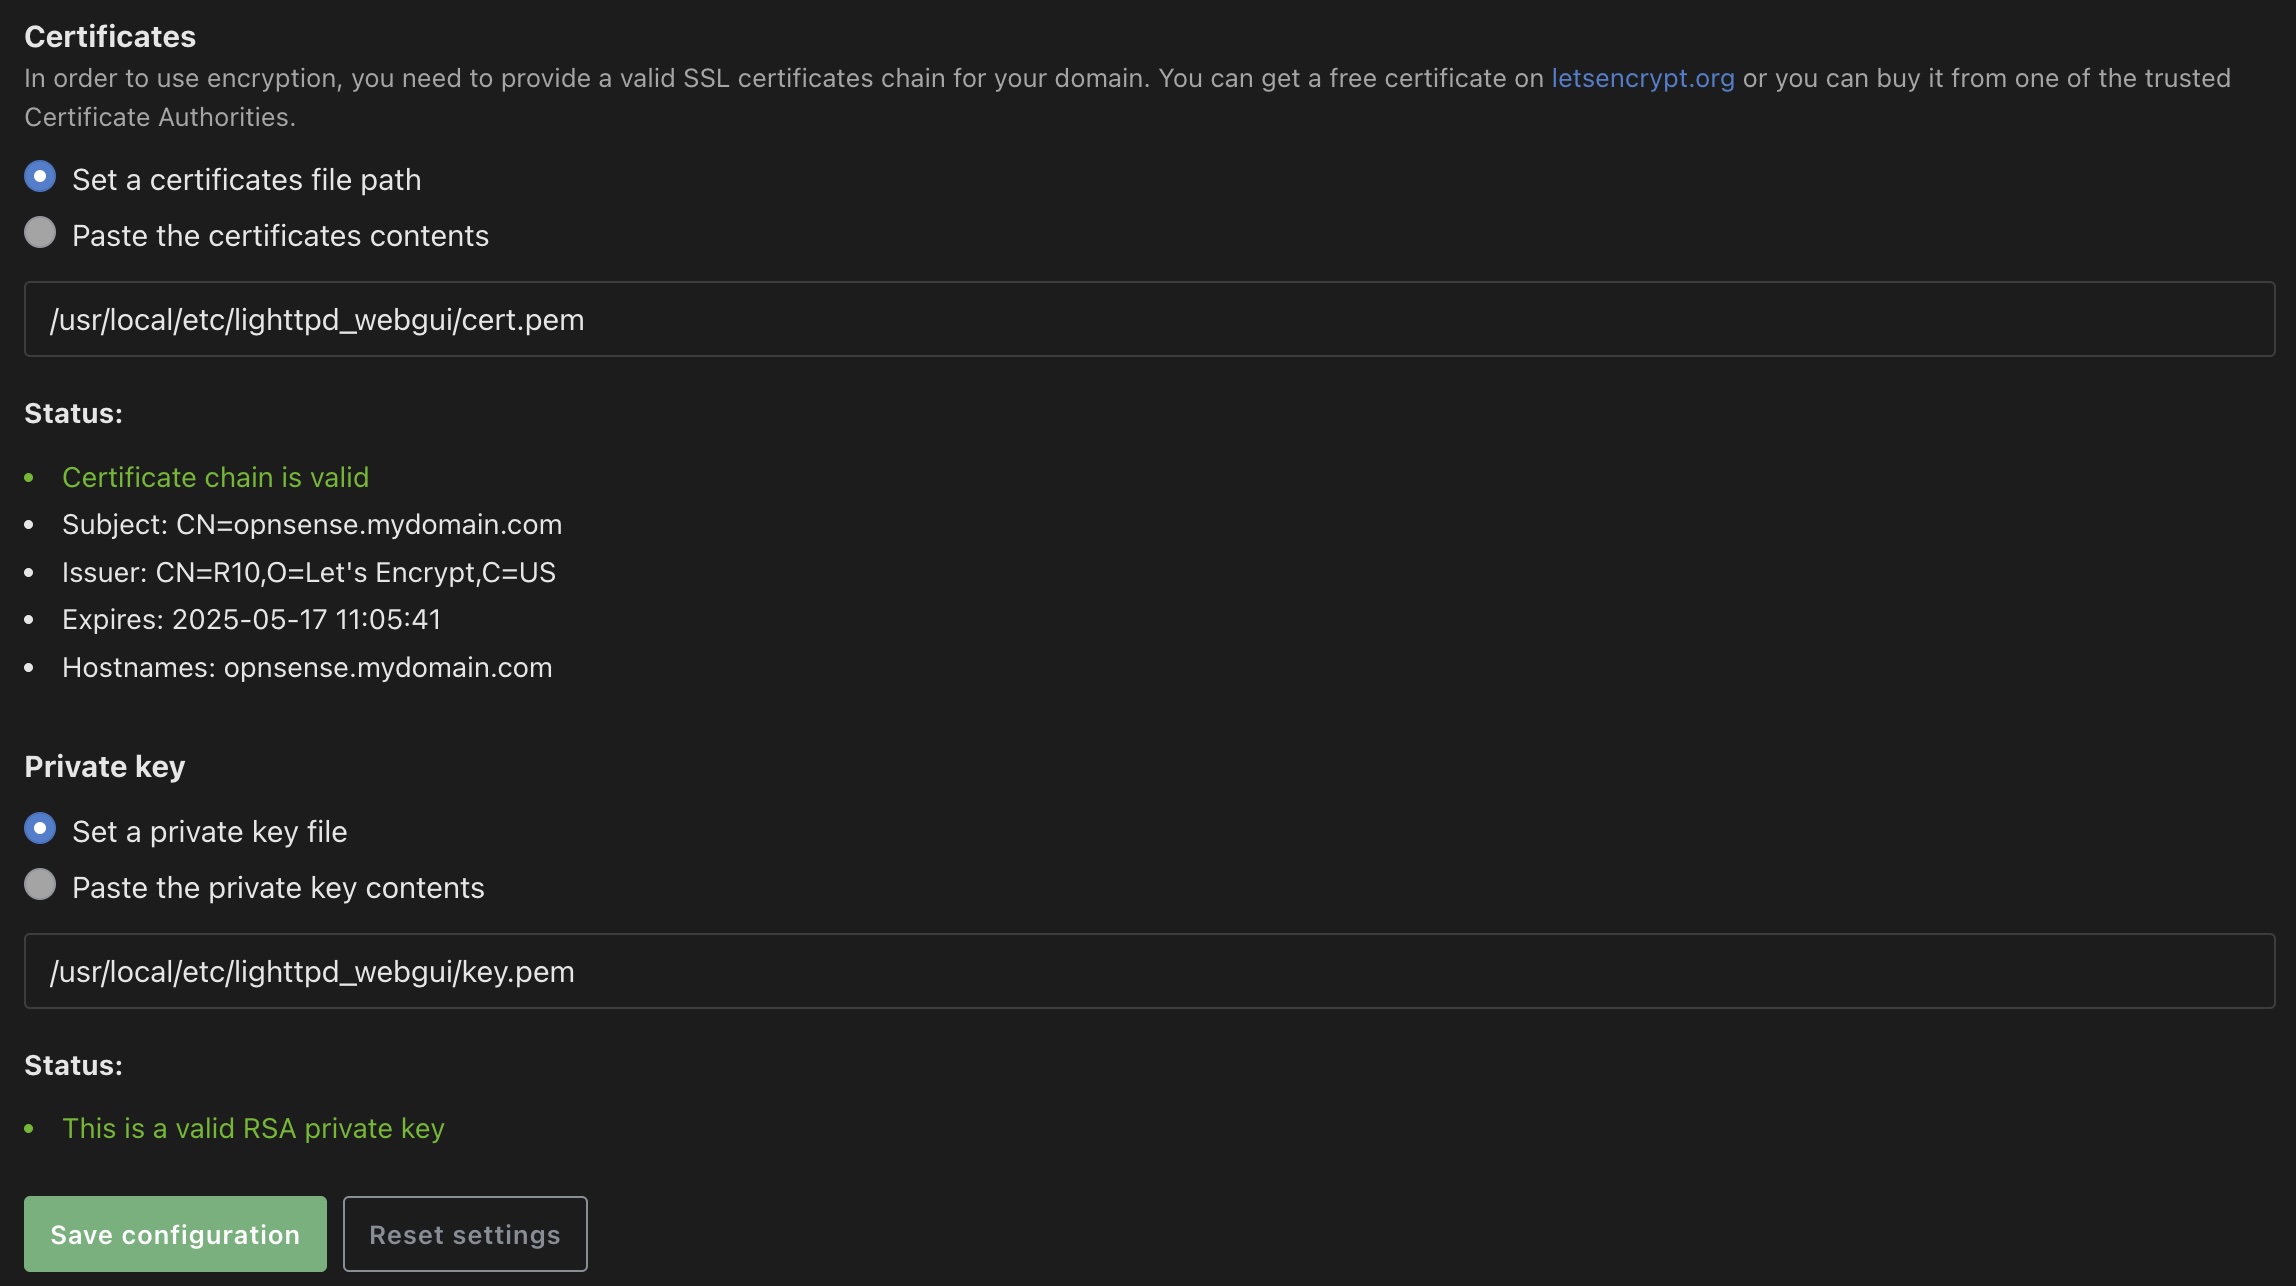 Certificates
In order to use encryption, you need to provide a valid SSL certificates chain for your domain. You can get a free certificate on letsencrypt.org or you can buy it from one of the trusted
Certificate Authorities.
Set a certificates file path
Paste the certificates contents
/usr/local/etc/lighttpd_webgui/cert.pem
Status:
• Certificate chain is valid
• Subject: CN=opnsense.mydomain.com
• Issuer: CN=R10,O=Let's Encrypt,C=US
• Expires: 2025-05-17 11:05:41
• Hostnames: opnsense.mydomain.com
Private key
Set a private key file
Paste the private key contents
/usr/local/etc/lighttpd_webgui/key.pem
Status:
• This is a valid RSA private key
Save configuration
Reset settings